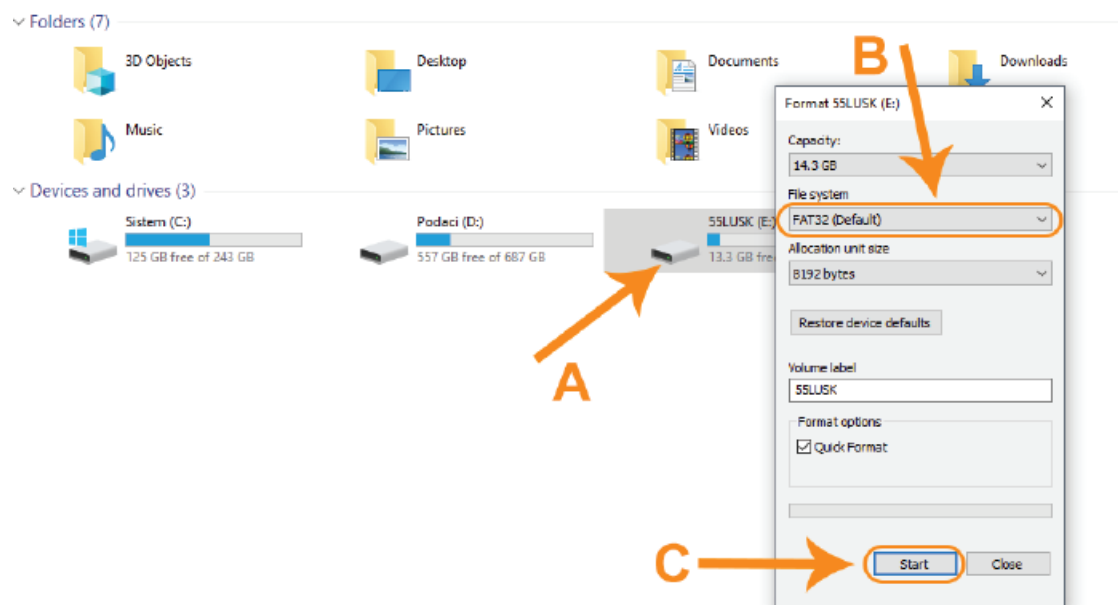 Folders (7)
3D Objects
Desktop
Documents
Downloads
Music
Pictures
Videos
Devices and drives (3)
Sistem (C:)
125 GB free of 243 GB
Podaci (D:)
557 GB free of 687 GB
55LUSK (E:)
13.3 GB fre
A
B
Format 55LUSK (E:)
Capacity:
14.3 GB
File system
FAT32 (Default)
Allocation unit size
8192 bytes
Restore device defaults
Volume label
55LUSK
Format options
Quick Format
C
Start
Close